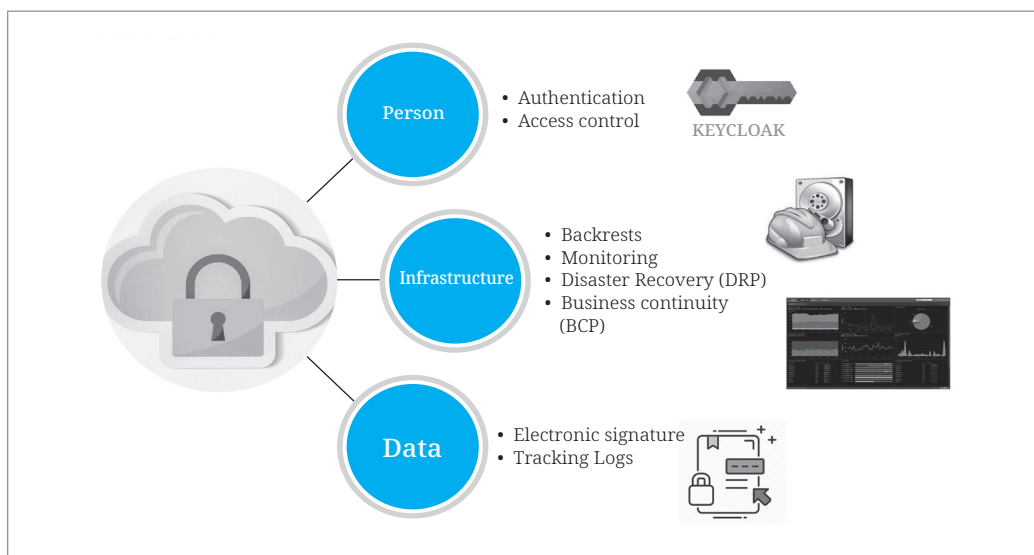 Person
• Authentication
• Access control
KEYCLOAK
Infrastructure
• Backrests
• Monitoring
• Disaster Recovery (DRP)
• Business continuity
(BCP)
Data
• Electronic signature
• Tracking Logs